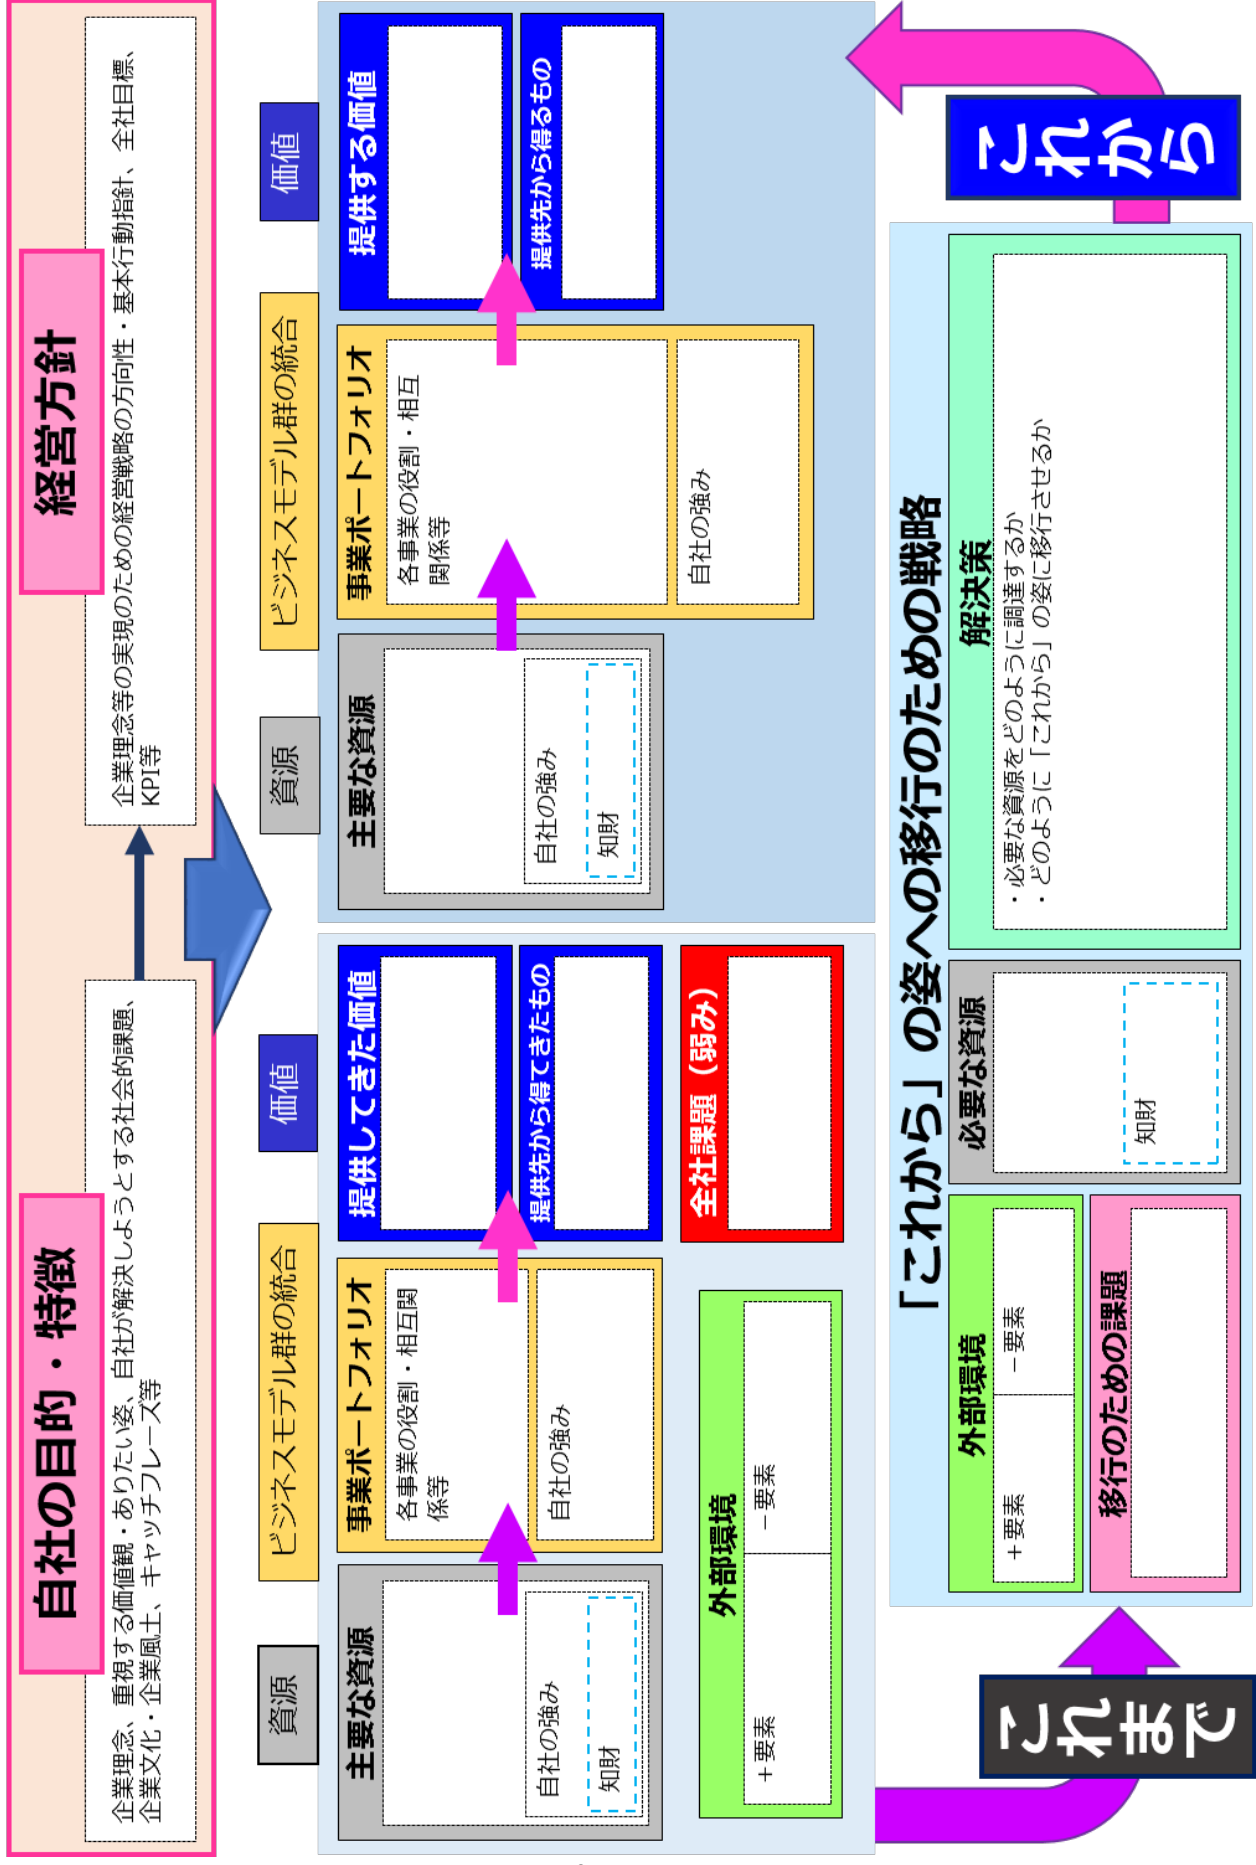 自社の目的・特徴
企業理念、重視する価値観・ありたい姿、自社が解決しようとする社会的課題、
企業文化・企業風土、キャッチフレーズ等
経営方針
企業理念等の実現のための経営戦略の方向性・基本行動指針、全社目標、
KPI等
資源
ビジネスモデル群の統合
価値
資源
ビジネスモデル群の統合
価値
主要な資源
自社の強み
知財
事業ポートフォリオ
各事業の役割・相互関
係等
自社の強み
提供してきた価値
提供先から得てきたもの
全社課題（弱み）
外部環境
＋要素
－要素
主要な資源
自社の強み
知財
事業ポートフォリオ
各事業の役割・相互
関係等
自社の強み
提供する価値
提供先から得るもの
これまで
「これから」の姿への移行のための戦略
外部環境
＋要素
－要素
移行のための課題
必要な資源
知財
解決策
・必要な資源をどのように調達するか
・どのように「これから」の姿に移行させるか
これから